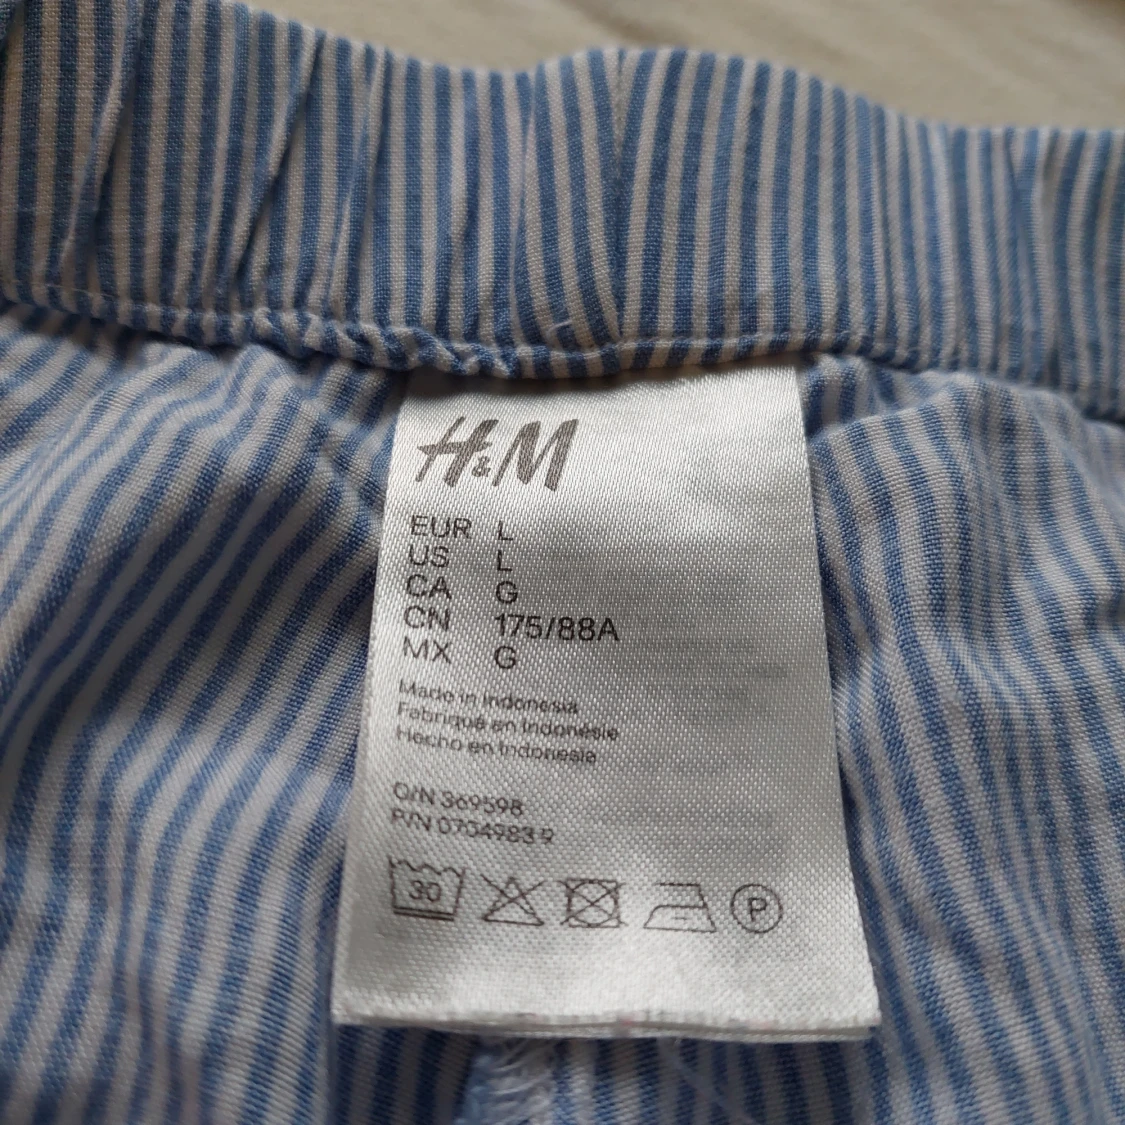 H&M
EUR L
US L
CA G
CN 175/88A
MX G
Made in Indonesia
Fabriqué en Indonésie
Hecho en Indonesia
O/N 369598
P/N 0704983 9
30
P